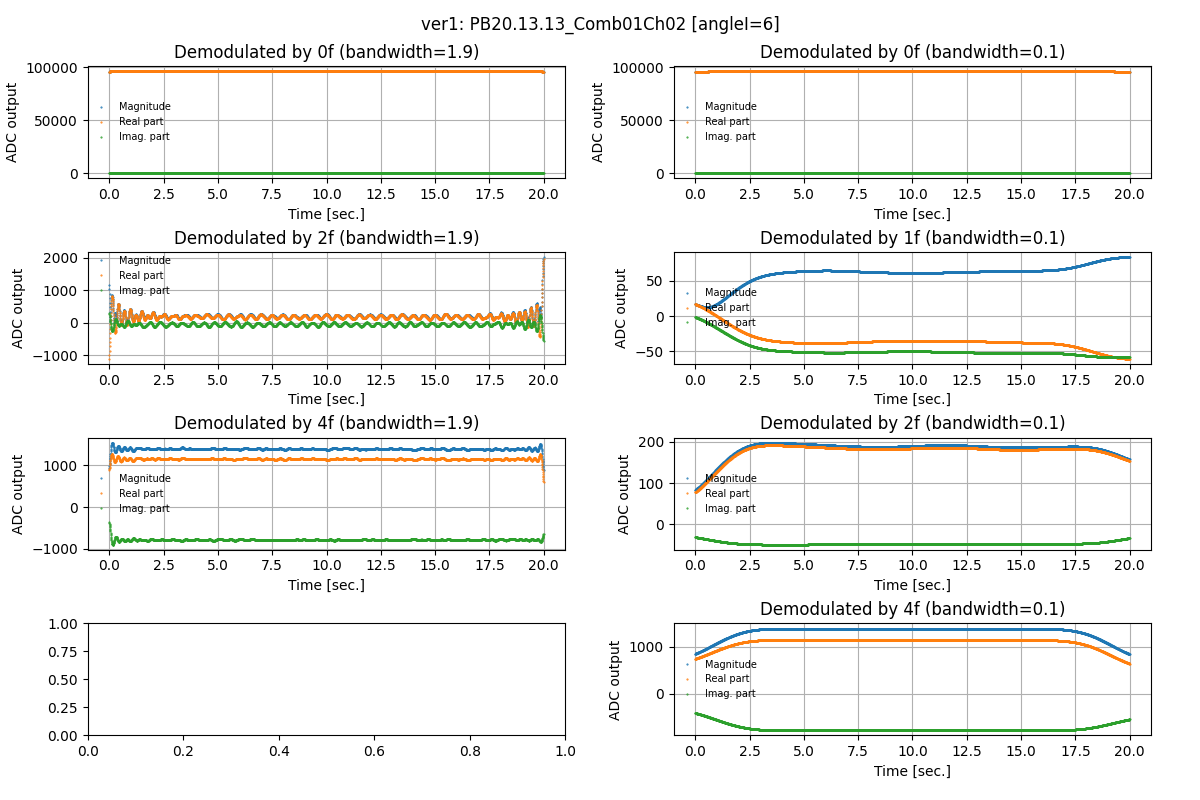 ver1: PB20.13.13_Comb01Ch02 [angleI=6]
Demodulated by 0f (bandwidth=1.9)
ADC output
100000
50000
0
Magnitude
Real part
Imag. part
0.0 2.5 5.0 7.5 10.0 12.5 15.0 17.5 20.0
Time [sec.]
Demodulated by 0f (bandwidth=0.1)
ADC output
100000
50000
0
Magnitude
Real part
Imag. part
0.0 2.5 5.0 7.5 10.0 12.5 15.0 17.5 20.0
Time [sec.]
Demodulated by 2f (bandwidth=1.9)
ADC output
2000
1000
0
−1000
Magnitude
Real part
Imag. part
0.0 2.5 5.0 7.5 10.0 12.5 15.0 17.5 20.0
Time [sec.]
Demodulated by 1f (bandwidth=0.1)
ADC output
50
0
−50
Magnitude
Real part
Imag. part
0.0 2.5 5.0 7.5 10.0 12.5 15.0 17.5 20.0
Time [sec.]
Demodulated by 4f (bandwidth=1.9)
ADC output
1000
0
−1000
Magnitude
Real part
Imag. part
0.0 2.5 5.0 7.5 10.0 12.5 15.0 17.5 20.0
Time [sec.]
Demodulated by 2f (bandwidth=0.1)
ADC output
200
100
0
Magnitude
Real part
Imag. part
0.0 2.5 5.0 7.5 10.0 12.5 15.0 17.5 20.0
Time [sec.]
1.00
0.75
0.50
0.25
0.00
0.0 0.2 0.4 0.6 0.8 1.0
Demodulated by 4f (bandwidth=0.1)
ADC output
1000
0
Magnitude
Real part
Imag. part
0.0 2.5 5.0 7.5 10.0 12.5 15.0 17.5 20.0
Time [sec.]